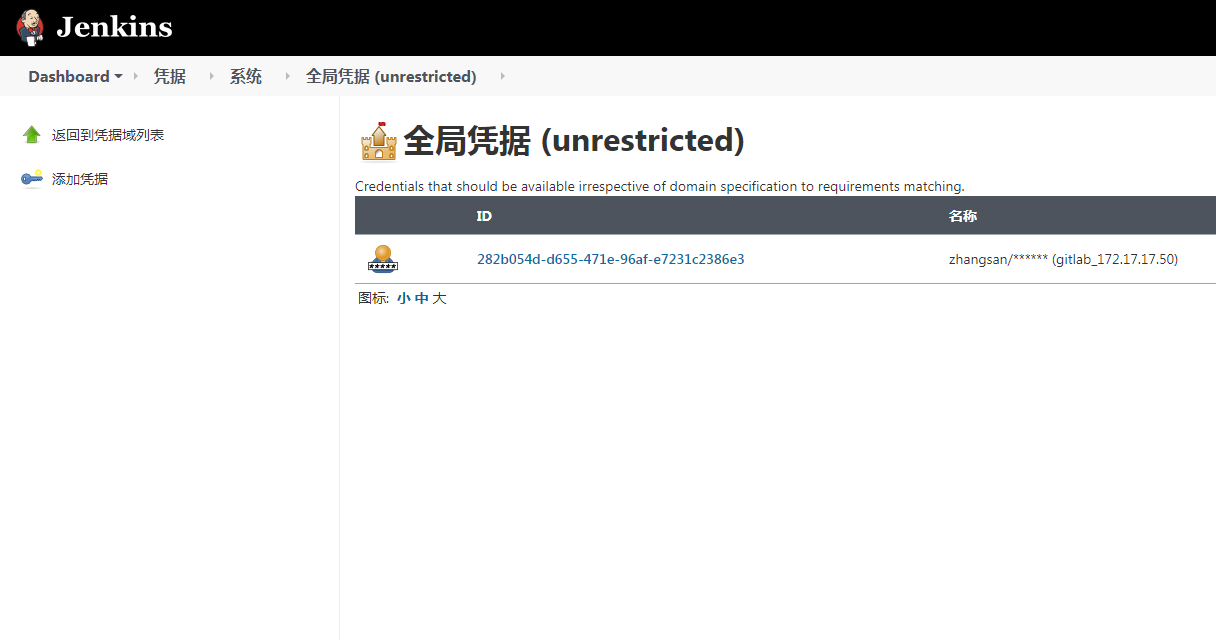 Jenkins
Dashboard 凭据 系统 全局凭据 (unrestricted)
返回到凭据域列表
添加凭据
全局凭据 (unrestricted)
Credentials that should be available irrespective of domain specification to requirements matching.
ID 名称
282b054d-d655-471e-96af-e7231c2386e3 zhangsan/****** (gitlab_172.17.17.50)
图标: 小 中 大